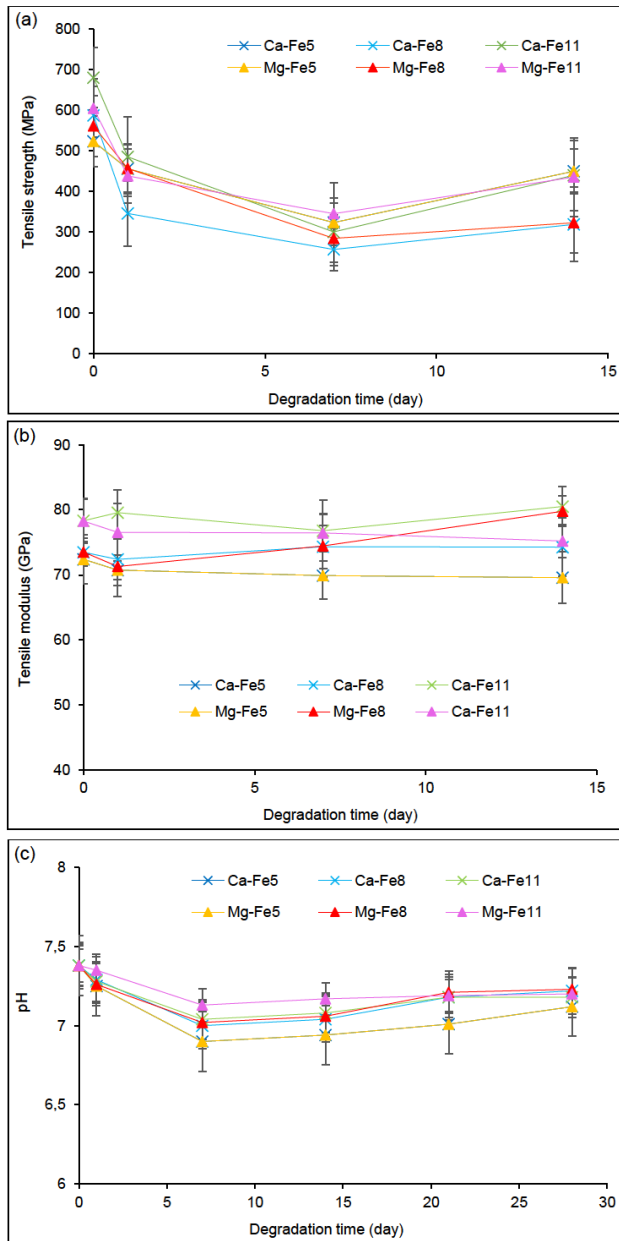 (a)
Ca-Fe5 Ca-Fe8 Ca-Fe11
Mg-Fe5 Mg-Fe8 Mg-Fe11
800
700
600
500
400
300
200
100
0
Tensile strength (MPa)
0 5 10 15
Degradation time (day)
(b)
90
80
70
60
50
40
Tensile modulus (GPa)
Ca-Fe5 Ca-Fe8 Ca-Fe11
Mg-Fe5 Mg-Fe8 Ca-Fe11
0 5 10 15
Degradation time (day)
(c)
Ca-Fe5 Ca-Fe8 Ca-Fe11
Mg-Fe5 Mg-Fe8 Mg-Fe11
8
7,5
7
6,5
6
pH
0 5 10 15 20 25 30
Degradation time (day)